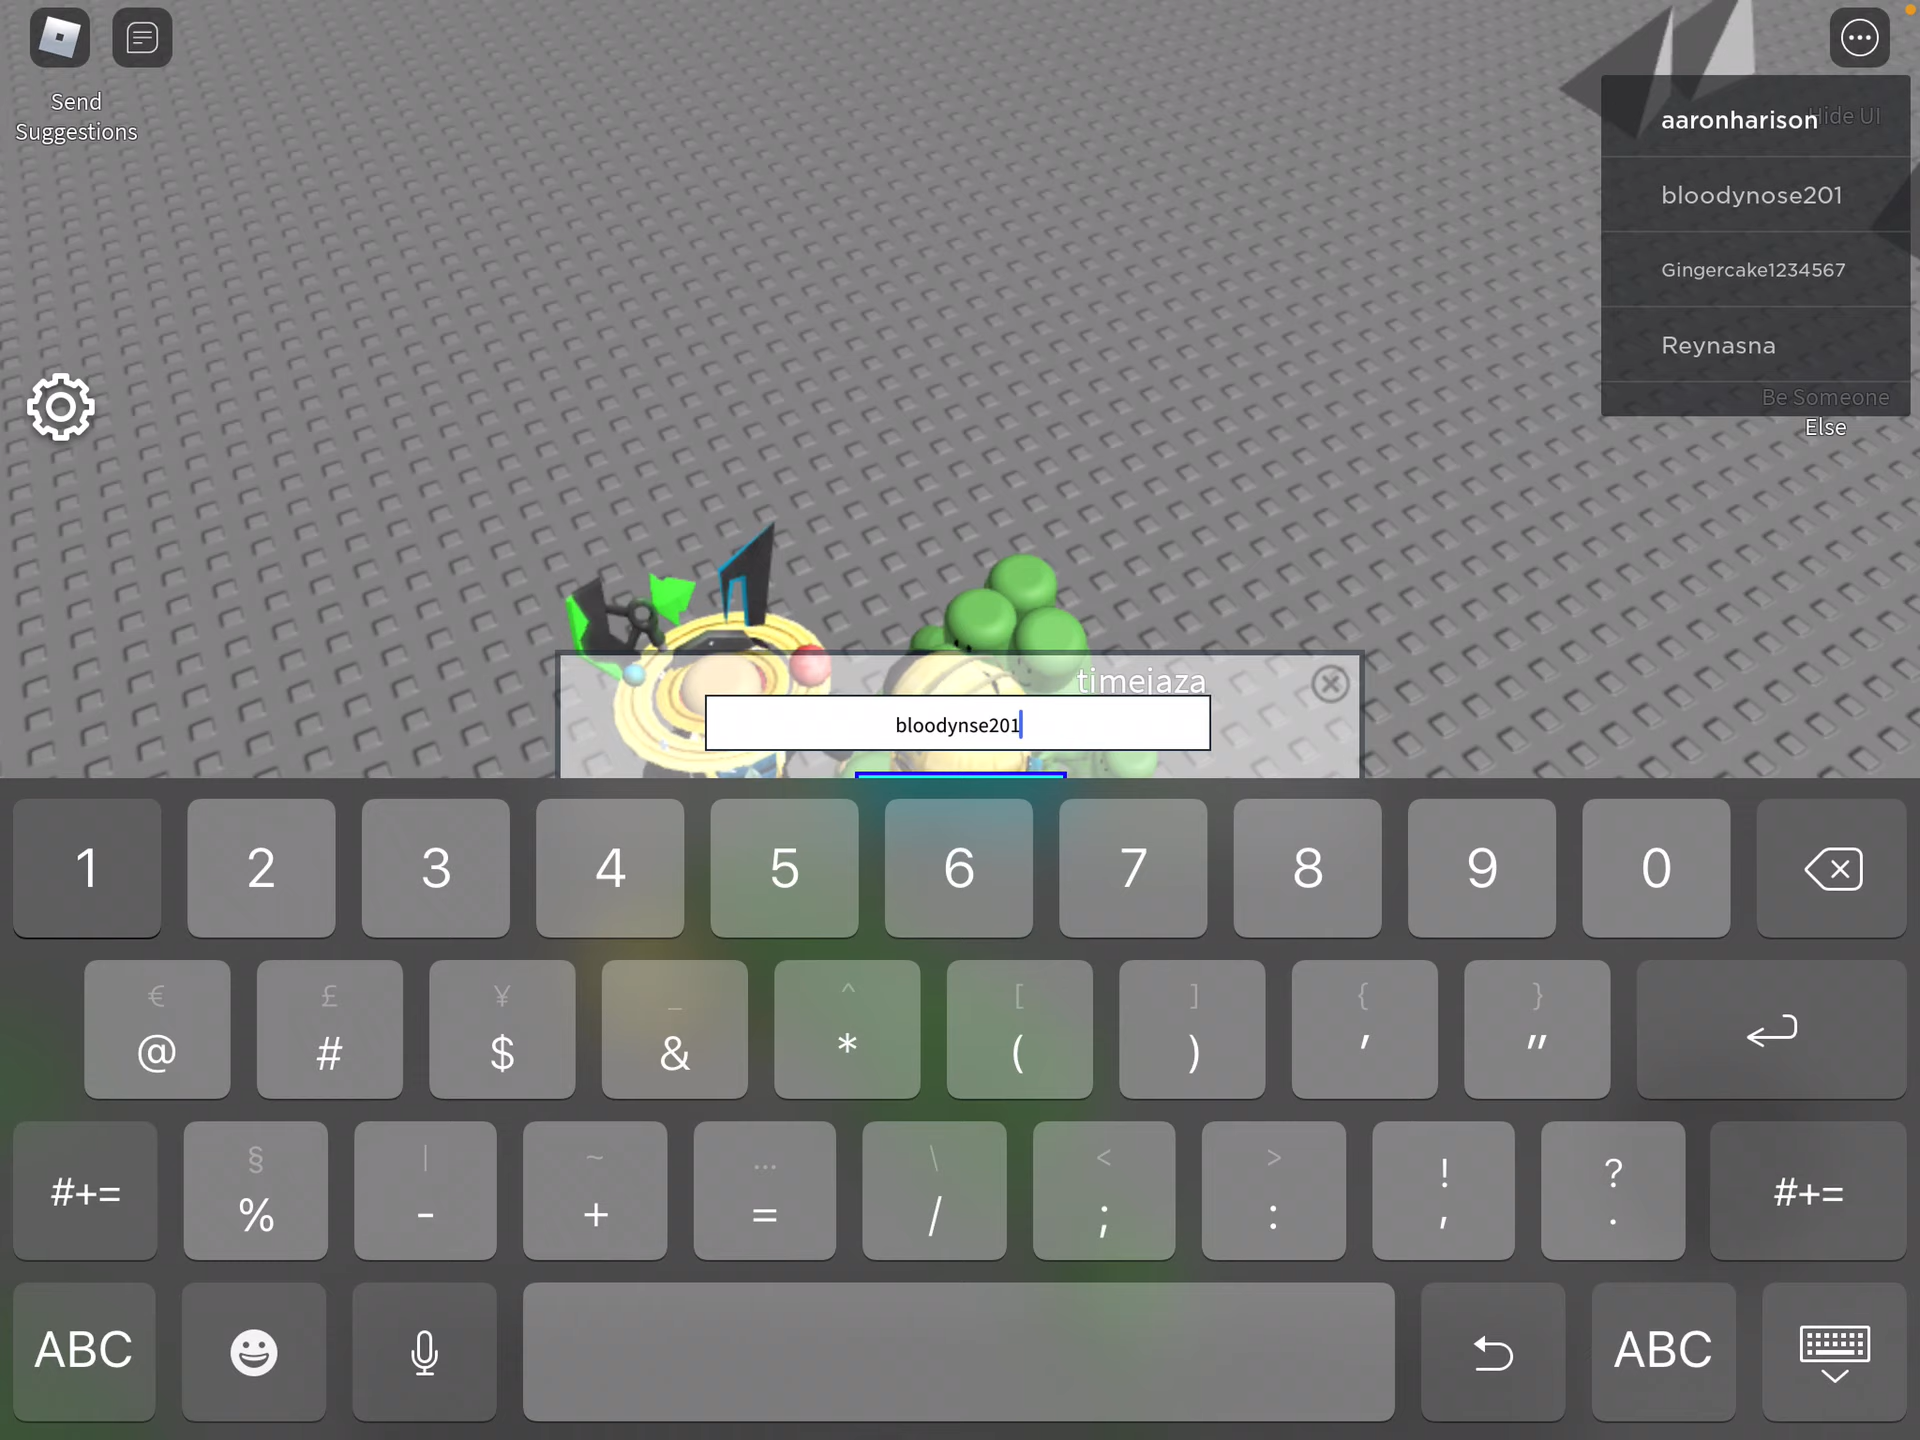 Send
Suggestions
Hide UI
aaronharison
bloodynose201
Gingercake1234567
Reynasna
Be Someone
Else
timejaza
bloodynse201
1 2 3 4 5 6 7 8 9 0
€ £ ¥ _ ^ [ ] { }
@ # $ & * ( ) ' "
§ | ~ … \ < > ! ?
#+= % - + = / ; : , . #+=
ABC ABC